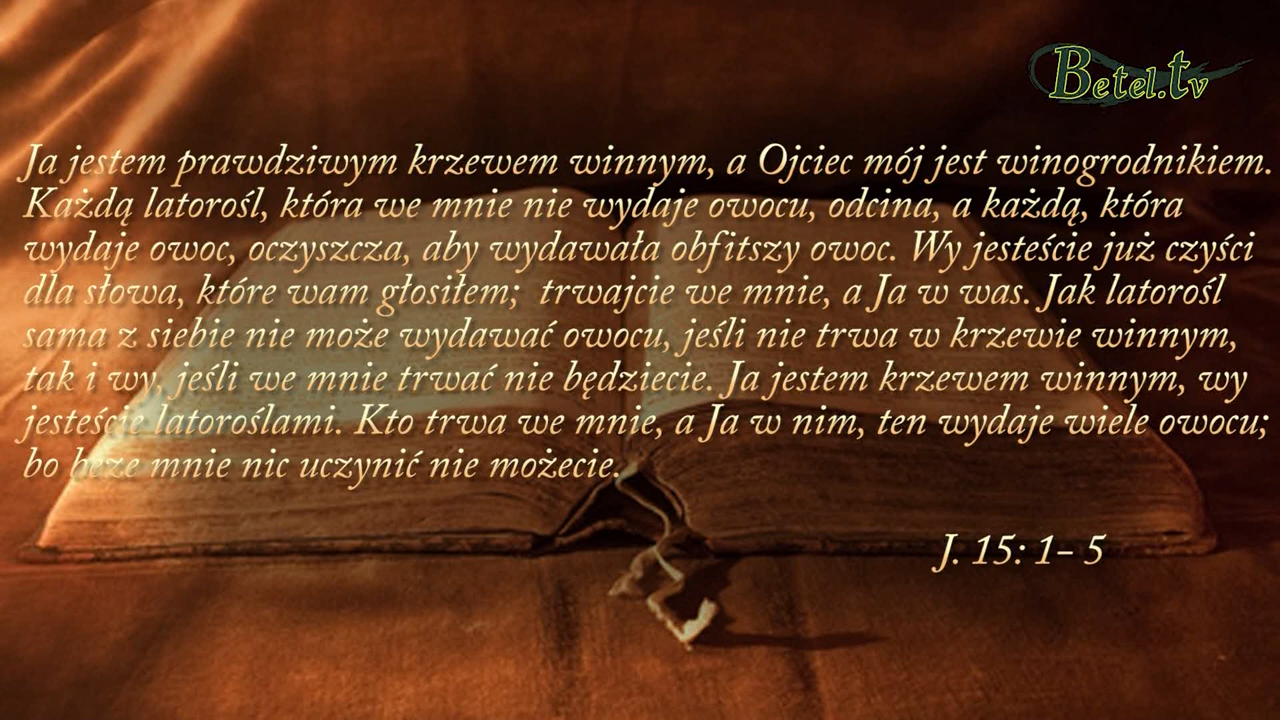 Betel.tv
Ja jestem prawdziwym krzewem winnym, a Ojciec mój jest winogrodnikiem.
Każdą latorośl, która we mnie nie wydaje owocu, odcina, a każdą, która
wydaje owoc, oczyszcza, aby wydawała obfitszy owoc. Wy jesteście już czyści
dla słowa, które wam głosiłem; trwajcie we mnie, a Ja w was. Jak latorośl
sama z siebie nie może wydawać owocu, jeśli nie trwa w krzewie winnym,
tak i wy, jeśli we mnie trwać nie będziecie. Ja jestem krzewem winnym, wy
jesteście latoroślami. Kto trwa we mnie, a Ja w nim, ten wydaje wiele owocu;
bo beze mnie nic uczynić nie możecie.
J. 15: 1- 5